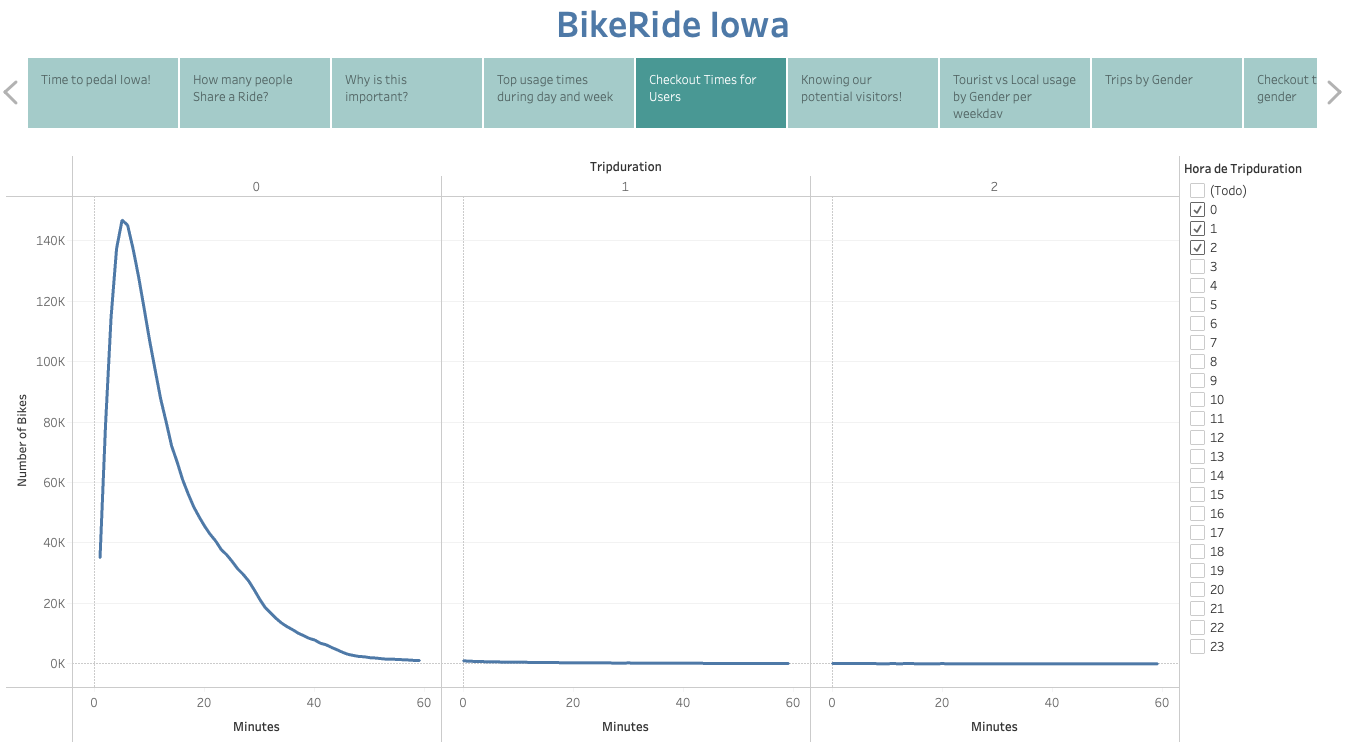 BikeRide Iowa
Time to pedal Iowa!
How many people
Share a Ride?
Why is this
important?
Top usage times
during day and week
Checkout Times for
Users
Knowing our
potential visitors!
Tourist vs Local usage
by Gender per
weekday
Trips by Gender
Checkout t
gender
Tripduration
0
1
2
Number of Bikes
140K
120K
100K
80K
60K
40K
20K
0K
0
20
40
60
0
20
40
60
0
20
40
60
Minutes
Minutes
Minutes
Hora de Tripduration
(Todo)
0
1
2
3
4
5
6
7
8
9
10
11
12
13
14
15
16
17
18
19
20
21
22
23